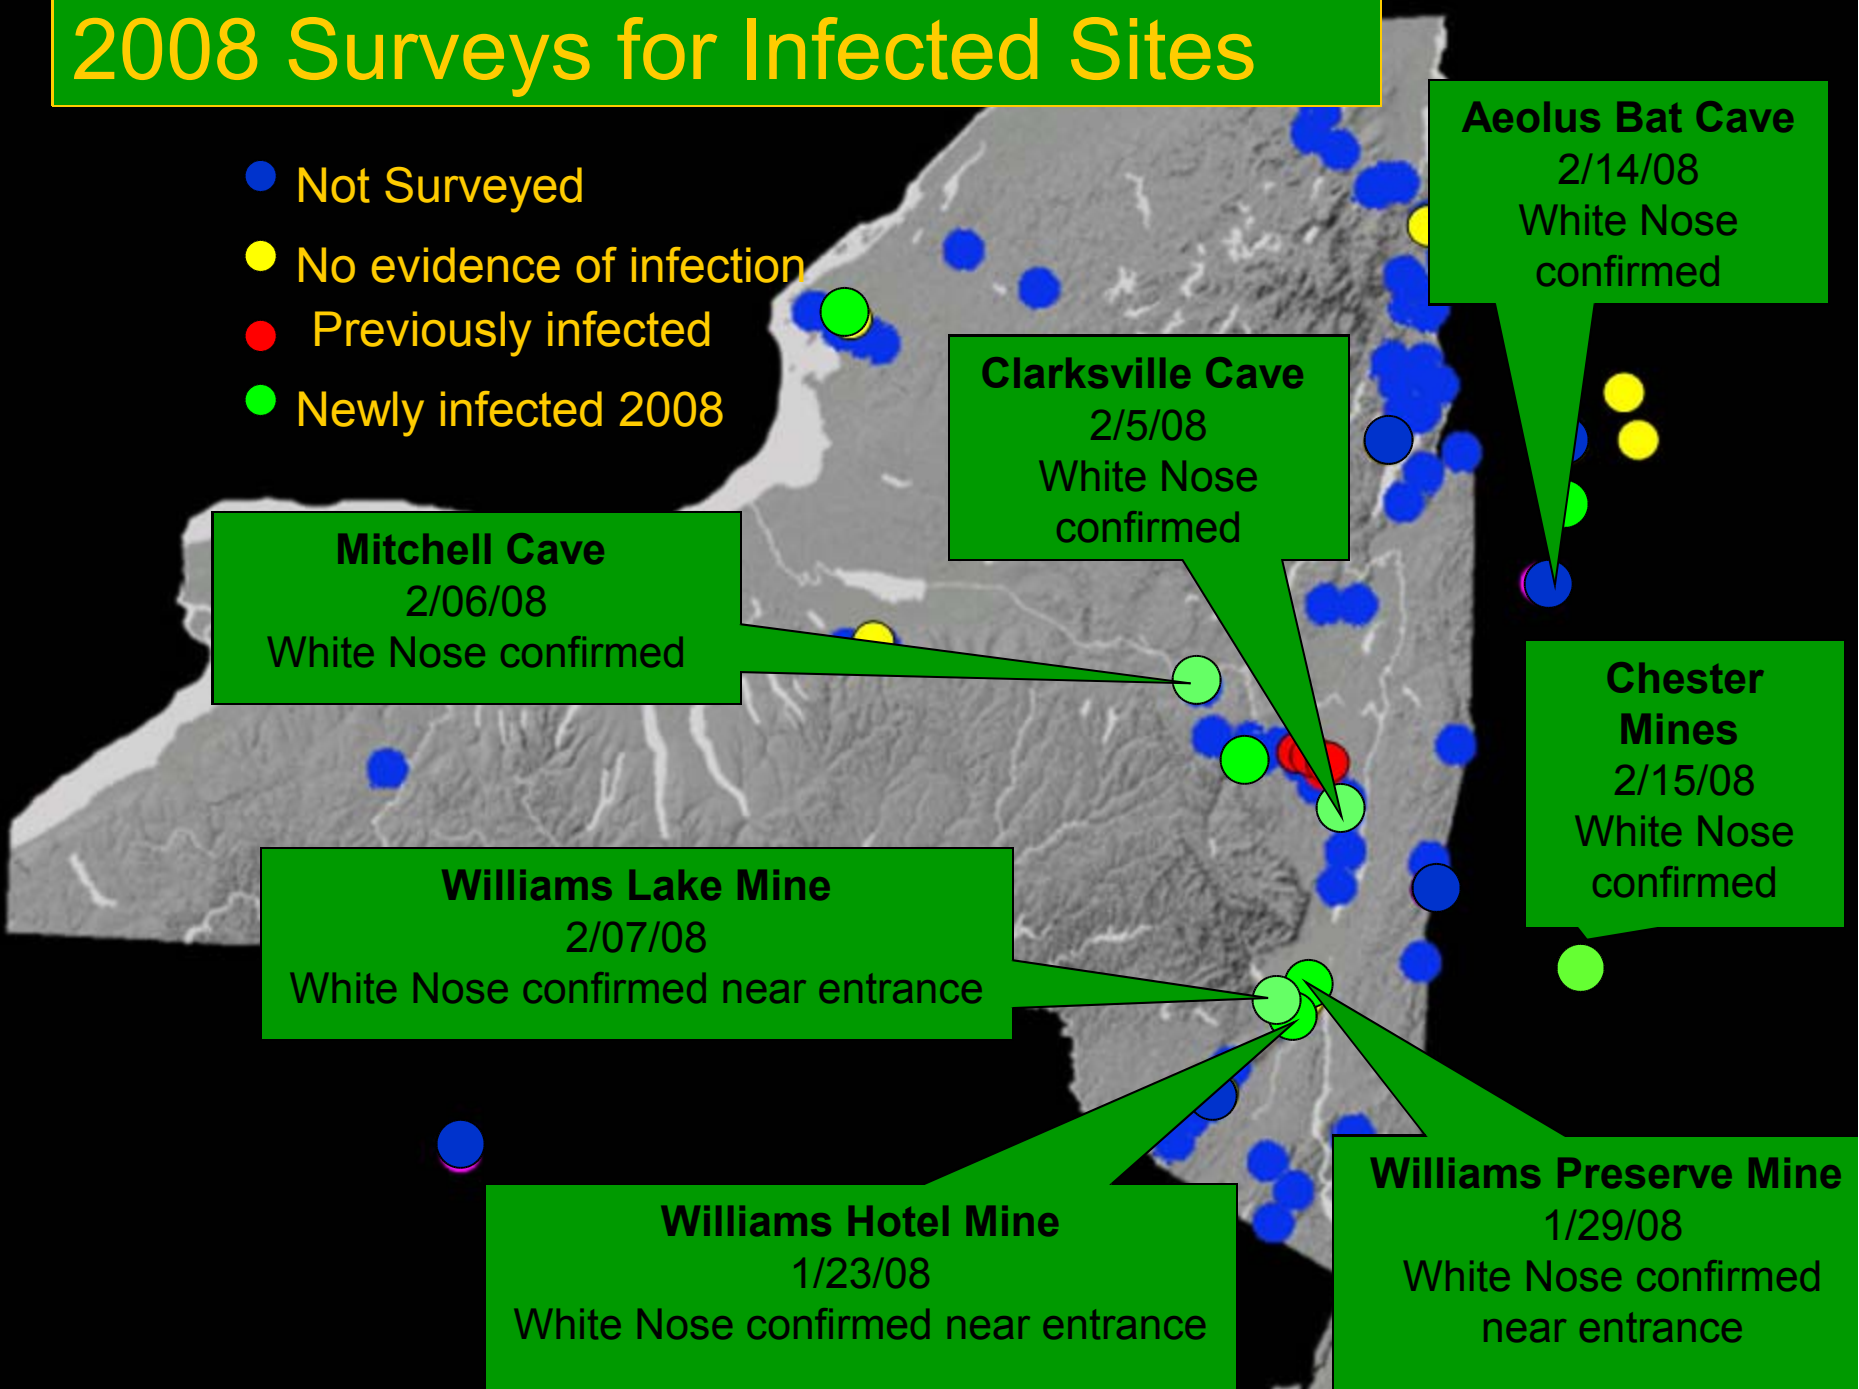 2008 Surveys for Infected Sites
Not Surveyed
No evidence of infection
Previously infected
Newly infected 2008
Aeolus Bat Cave
2/14/08
White Nose
confirmed
Clarksville Cave
2/5/08
White Nose
confirmed
Mitchell Cave
2/06/08
White Nose confirmed
Chester
Mines
2/15/08
White Nose
confirmed
Williams Lake Mine
2/07/08
White Nose confirmed near entrance
Williams Hotel Mine
1/23/08
White Nose confirmed near entrance
Williams Preserve Mine
1/29/08
White Nose confirmed
near entrance